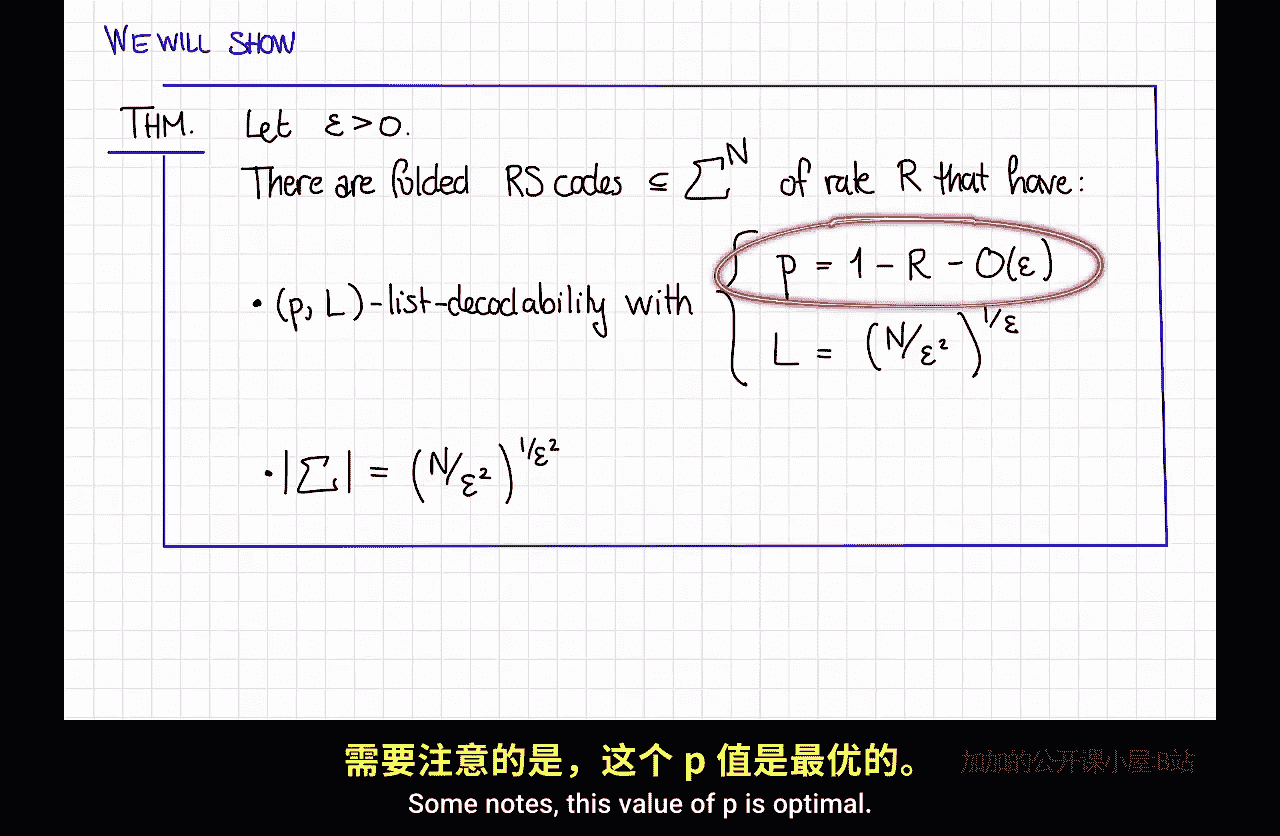 WE WILL SHOW
THM. Let ε > 0.
There are folded RS codes ⊆ Σ^N of rate R that have:
• (p, L)-list-decodability with { p = 1 - R - O(ε)
L = (N/ε²)^{1/ε}
• |Σ| = (N/ε²)^{1/ε²}
需要注意的是，这个 p 值是最优的。
加加的公开课小屋·B站
Some notes, this value of p is optimal.